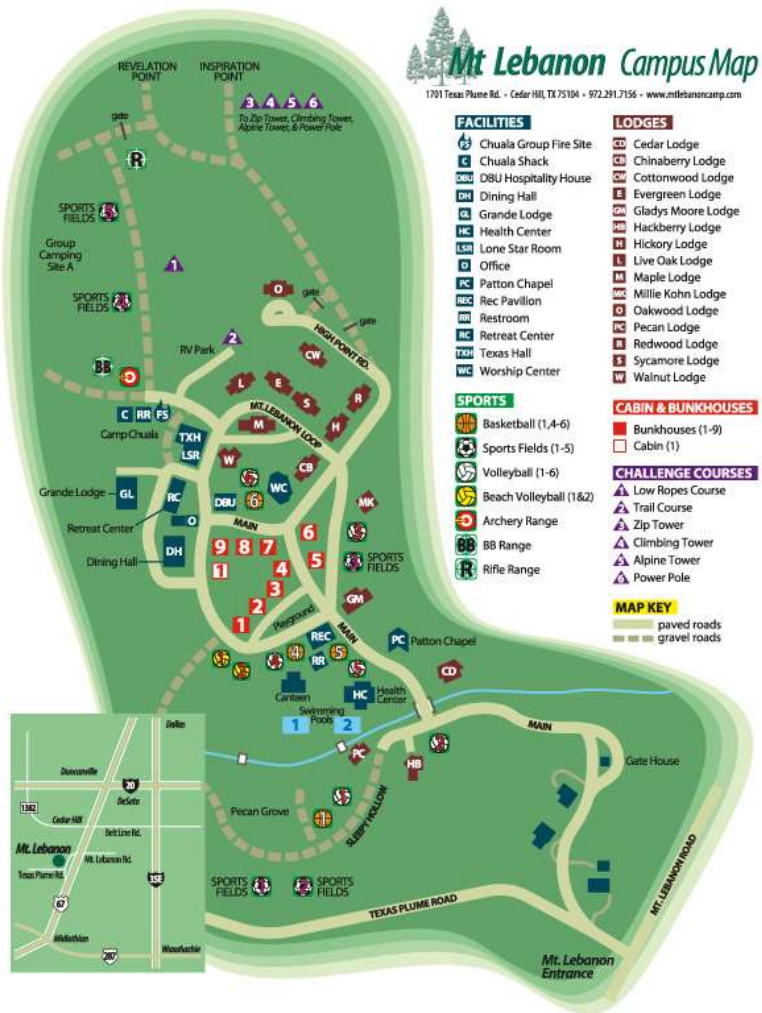 Mt Lebanon Campus Map
1701 Texas Plume Rd. • Cedar Hill, TX 75104 • 972.291.7156 • www.mtlebanoncamp.com
FACILITIES
FS Chuala Group Fire Site
C Chuala Shack
DBU DBU Hospitality House
DH Dining Hall
GL Grande Lodge
HC Health Center
LSR Lone Star Room
O Office
PC Patton Chapel
REC Rec Pavilion
RR Restroom
RC Retreat Center
TXH Texas Hall
WC Worship Center
LODGES
CD Cedar Lodge
CB Chinaberry Lodge
CW Cottonwood Lodge
E Evergreen Lodge
GM Gladys Moore Lodge
HB Hackberry Lodge
H Hickory Lodge
L Live Oak Lodge
M Maple Lodge
MK Millie Kohn Lodge
O Oakwood Lodge
PC Pecan Lodge
R Redwood Lodge
S Sycamore Lodge
W Walnut Lodge
SPORTS
Basketball (1,4-6)
Sports Fields (1-5)
Volleyball (1-6)
Beach Volleyball (1&2)
Archery Range
BB BB Range
R Rifle Range
CABIN & BUNKHOUSES
Bunkhouses (1-9)
Cabin (1)
CHALLENGE COURSES
1 Low Ropes Course
2 Trail Course
3 Zip Tower
4 Climbing Tower
5 Alpine Tower
6 Power Pole
MAP KEY
paved roads
gravel roads
REVELATION
POINT
INSPIRATION
POINT
3 4 5 6
To Zip Tower, Climbing Tower,
Alpine Tower, & Power Pole
gate
R
SPORTS
FIELDS
5
Group
Camping
Site A
1
SPORTS
FIELDS
4
O
gate
gate
HIGH POINT RD.
2
RV Park
CW
BB
L
E
S
R
C RR FS
MT. LEBANON LOOP
M
H
Camp Chuala
TXH
LSR
W
CB
Grande Lodge
GL
RC
DBU
6
WC
MK
Retreat Center
O
MAIN
Dining Hall
DH
9 8 7
6
1
4
5
3
SPORTS
FIELDS
2
1
GM
Playground
MAIN
REC
RR
4
5
PC
Patton Chapel
CD
Canteen
HC
Health
Center
Swimming
Pools
1
2
PC
HB
MAIN
Gate House
Pecan Grove
1
SLEEPY HOLLOW
SPORTS
FIELDS
SPORTS
FIELDS
TEXAS PLUME ROAD
MT. LEBANON ROAD
Mt. Lebanon
Entrance
Dallas
Duncanville
20
DeSoto
1382
Cedar Hill
Belt Line Rd.
Mt. Lebanon
Mt. Lebanon Rd.
Texas Plume Rd.
35E
67
Midlothian
287
Waxahachie